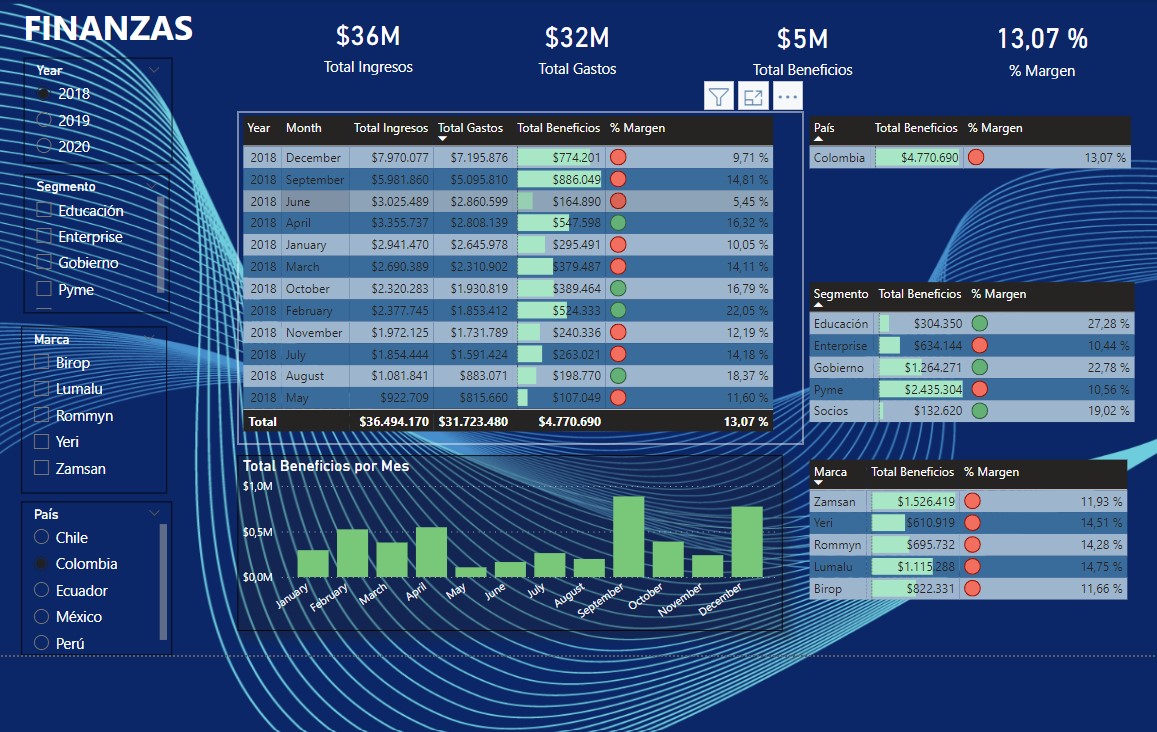 FINANZAS
$36M
Total Ingresos
$32M
Total Gastos
$5M
Total Beneficios
13,07 %
% Margen
Year
2018
2019
2020
Segmento
Educación
Enterprise
Gobierno
Pyme
Marca
Birop
Lumalu
Rommyn
Yeri
Zamsan
País
Chile
Colombia
Ecuador
México
Perú
Year Month Total Ingresos Total Gastos Total Beneficios % Margen
2018 December $7.970.077 $7.195.876 $774.201 9,71 %
2018 September $5.981.860 $5.095.810 $886.049 14,81 %
2018 June $3.025.489 $2.860.599 $164.890 5,45 %
2018 April $3.355.737 $2.808.139 $547.598 16,32 %
2018 January $2.941.470 $2.645.978 $295.491 10,05 %
2018 March $2.690.389 $2.310.902 $379.487 14,11 %
2018 October $2.320.283 $1.930.819 $389.464 16,79 %
2018 February $2.377.745 $1.853.412 $524.333 22,05 %
2018 November $1.972.125 $1.731.789 $240.336 12,19 %
2018 July $1.854.444 $1.591.424 $263.021 14,18 %
2018 August $1.081.841 $883.071 $198.770 18,37 %
2018 May $922.709 $815.660 $107.049 11,60 %
Total $36.494.170 $31.723.480 $4.770.690 13,07 %
Total Beneficios por Mes
$1,0M
$0,5M
$0,0M
January February March April May June July August September October November December
País Total Beneficios % Margen
Colombia $4.770.690 13,07 %
Segmento Total Beneficios % Margen
Educación $304.350 27,28 %
Enterprise $634.144 10,44 %
Gobierno $1.264.271 22,78 %
Pyme $2.435.304 10,56 %
Socios $132.620 19,02 %
Marca Total Beneficios % Margen
Zamsan $1.526.419 11,93 %
Yeri $610.919 14,51 %
Rommyn $695.732 14,28 %
Lumalu $1.115.288 14,75 %
Birop $822.331 11,66 %